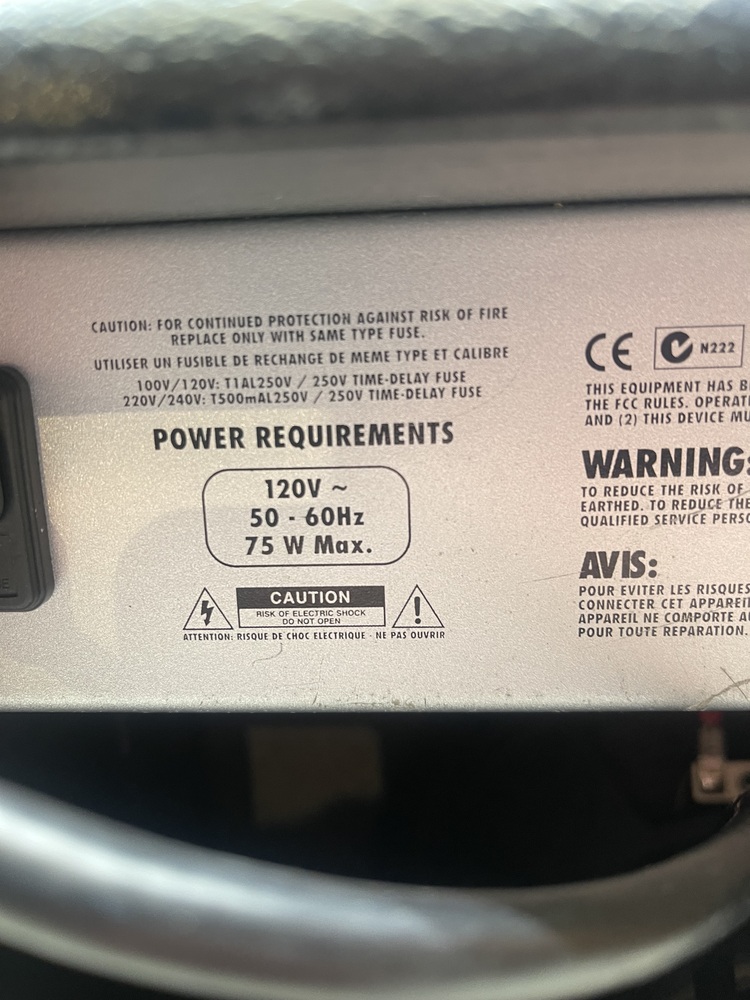 CAUTION: FOR CONTINUED PROTECTION AGAINST RISK OF FIRE
REPLACE ONLY WITH SAME TYPE FUSE.
UTILISER UN FUSIBLE DE RECHANGE DE MEME TYPE ET CALIBRE
100V/120V: T1AL250V / 250V TIME-DELAY FUSE
220V/240V: T500mAL250V / 250V TIME-DELAY FUSE
POWER REQUIREMENTS
120V ~
50 - 60Hz
75 W Max.
CAUTION
RISK OF ELECTRIC SHOCK
DO NOT OPEN
ATTENTION: RISQUE DE CHOC ELECTRIQUE - NE PAS OUVRIR
CE
N222
THIS EQUIPMENT HAS B
THE FCC RULES. OPERATI
AND (2) THIS DEVICE MU
WARNING:
TO REDUCE THE RISK OF
EARTHED. TO REDUCE THE
QUALIFIED SERVICE PERSO
AVIS:
POUR EVITER LES RISQUES
CONNECTER CET APPAREIL
APPAREIL NE COMPORTE AU
POUR TOUTE REPARATION.